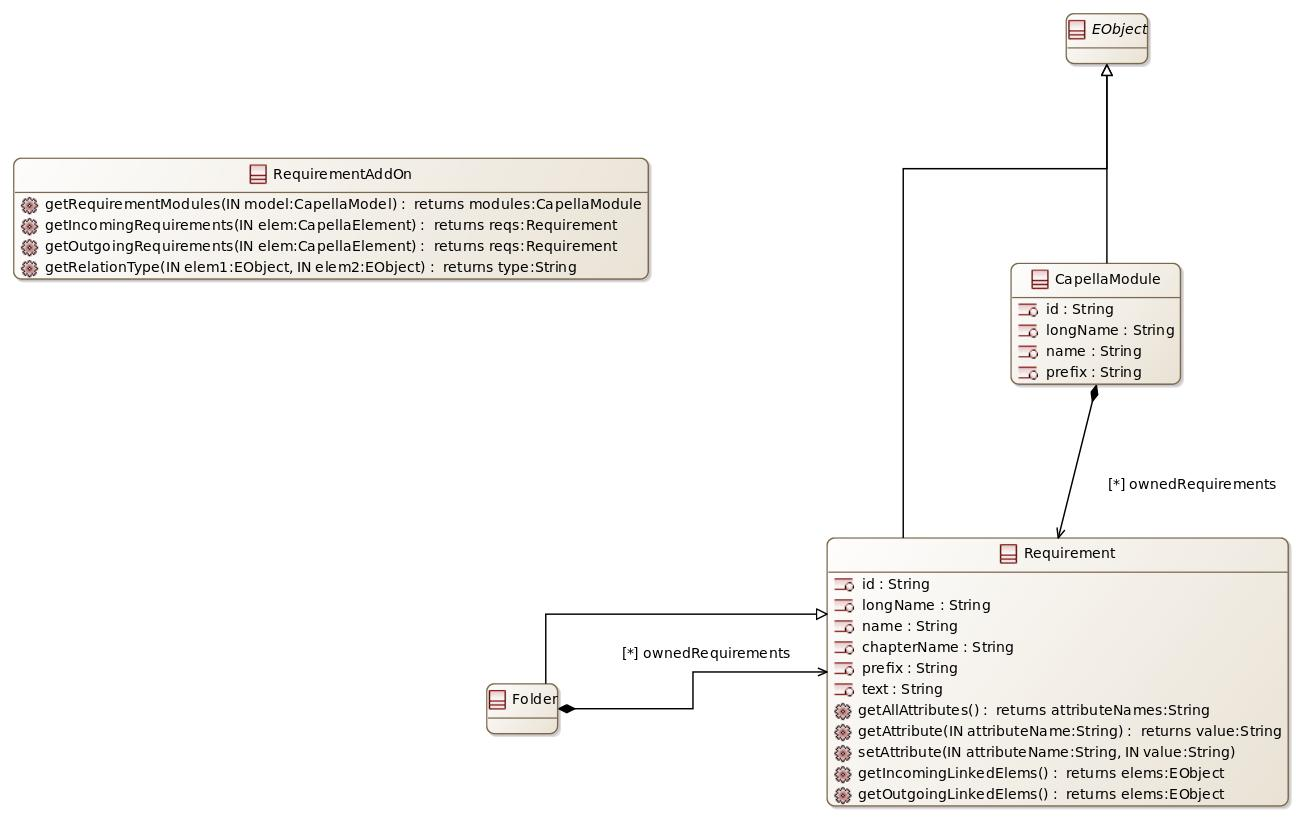 EObject
RequirementAddOn
getRequirementModules(IN model:CapellaModel) : returns modules:CapellaModule
getIncomingRequirements(IN elem:CapellaElement) : returns reqs:Requirement
getOutgoingRequirements(IN elem:CapellaElement) : returns reqs:Requirement
getRelationType(IN elem1:EObject, IN elem2:EObject) : returns type:String
CapellaModule
id : String
longName : String
name : String
prefix : String
[*] ownedRequirements
Requirement
id : String
longName : String
name : String
chapterName : String
prefix : String
text : String
getAllAttributes() : returns attributeNames:String
getAttribute(IN attributeName:String) : returns value:String
setAttribute(IN attributeName:String, IN value:String)
getIncomingLinkedElems() : returns elems:EObject
getOutgoingLinkedElems() : returns elems:EObject
[*] ownedRequirements
Folder